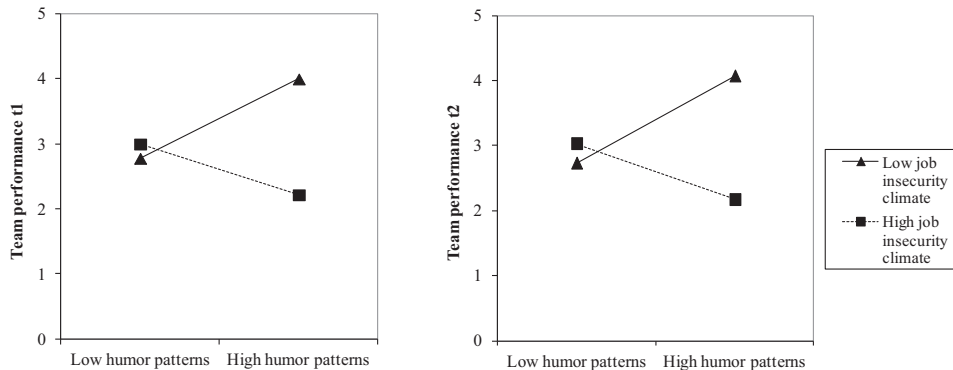 Team performance t1
5
4
3
2
1
0
Low humor patterns
High humor patterns
Team performance t2
5
4
3
2
1
0
Low humor patterns
High humor patterns
Low job
insecurity
climate
High job
insecurity
climate